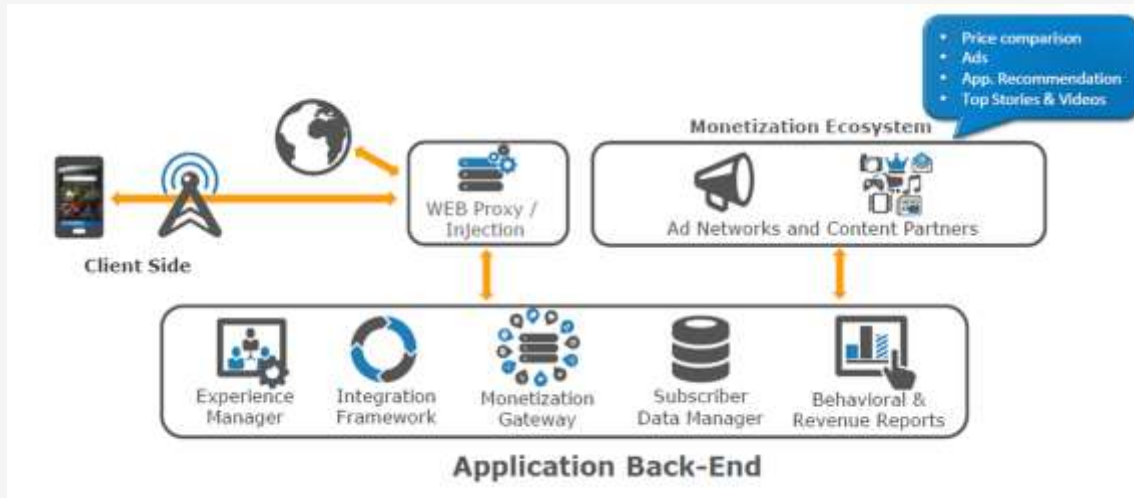 • Price comparison
• Ads
• App. Recommendation
• Top Stories & Videos
Monetization Ecosystem
WEB Proxy /
Injection
Ad Networks and Content Partners
Client Side
Experience
Manager
Integration
Framework
Monetization
Gateway
Subscriber
Data Manager
Behavioral &
Revenue Reports
Application Back-End